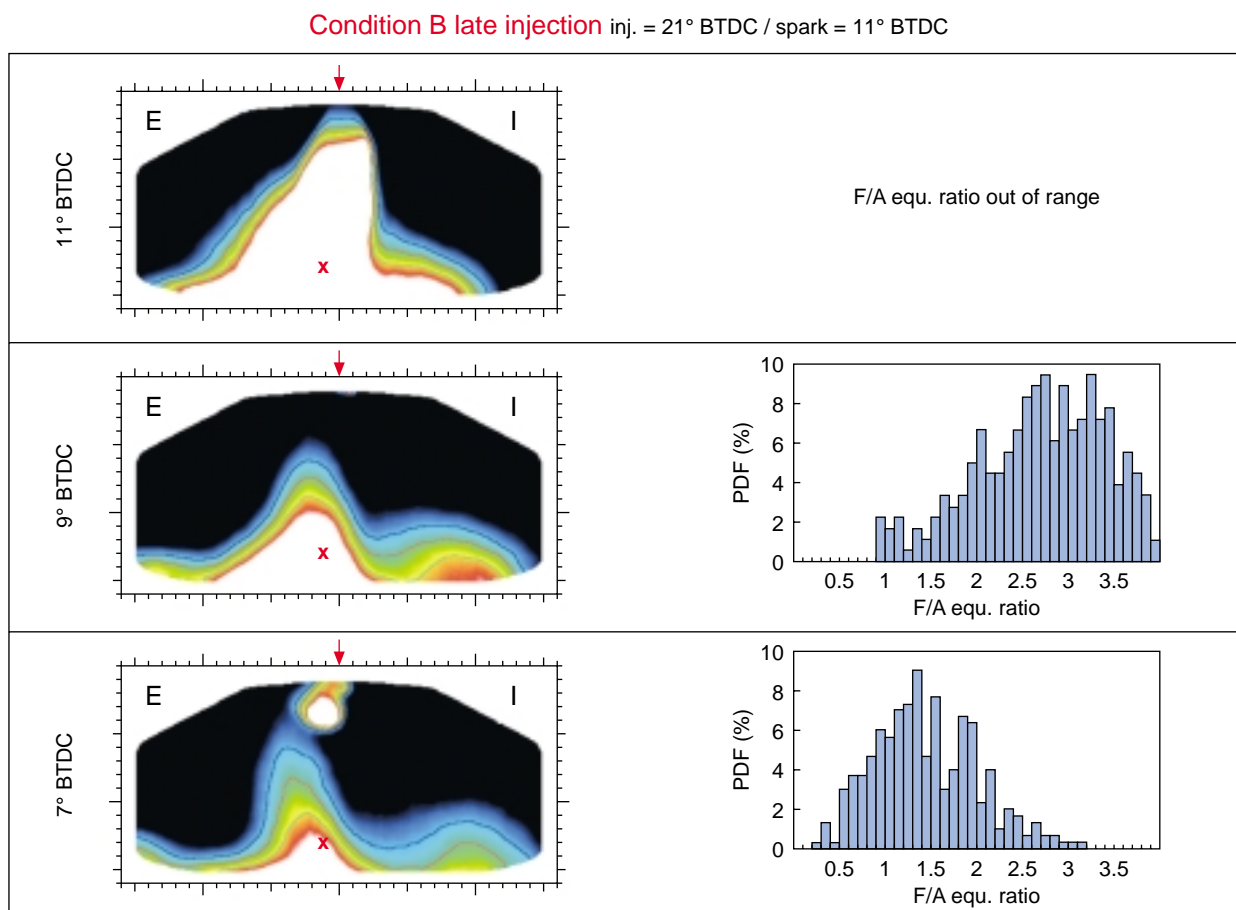 Condition B late injection inj. = 21° BTDC / spark = 11° BTDC
11° BTDC
E
I
x
F/A equ. ratio out of range
9° BTDC
E
I
x
10
8
6
4
2
0
PDF (%)
0.5 1 1.5 2 2.5 3 3.5
F/A equ. ratio
7° BTDC
E
I
x
10
8
6
4
2
0
PDF (%)
0.5 1 1.5 2 2.5 3 3.5
F/A equ. ratio